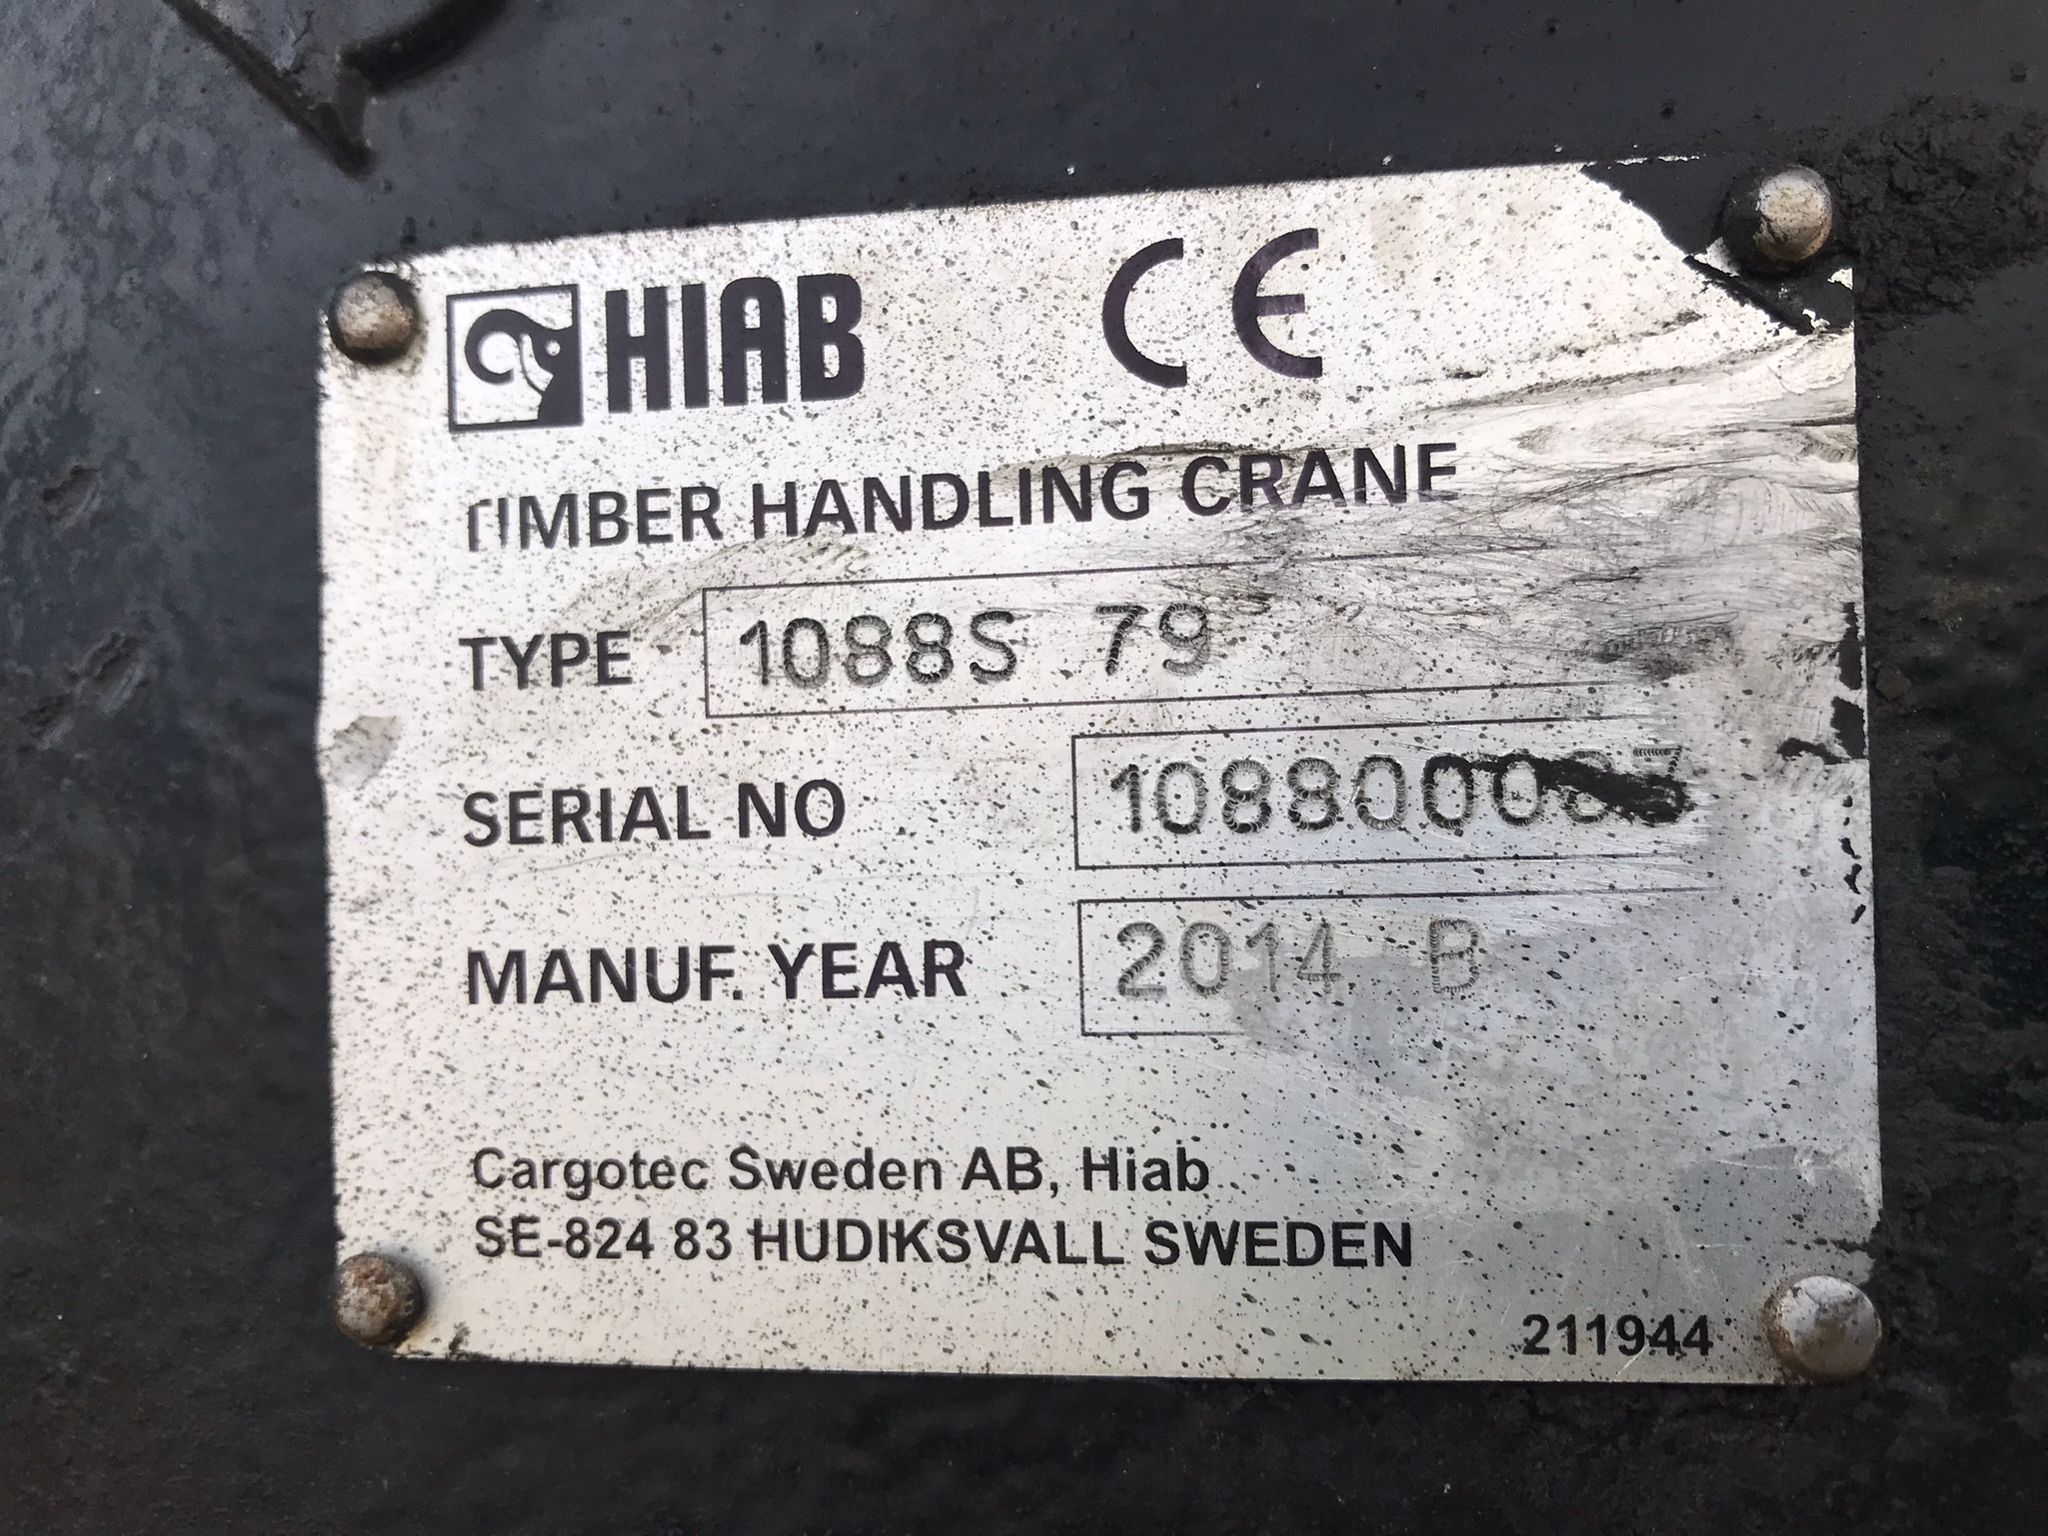 HIAB CE
TIMBER HANDLING CRANE
TYPE 1088S 79
SERIAL NO
MANUF. YEAR 2014 B
Cargotec Sweden AB, Hiab
SE-824 83 HUDIKSVALL SWEDEN
211944